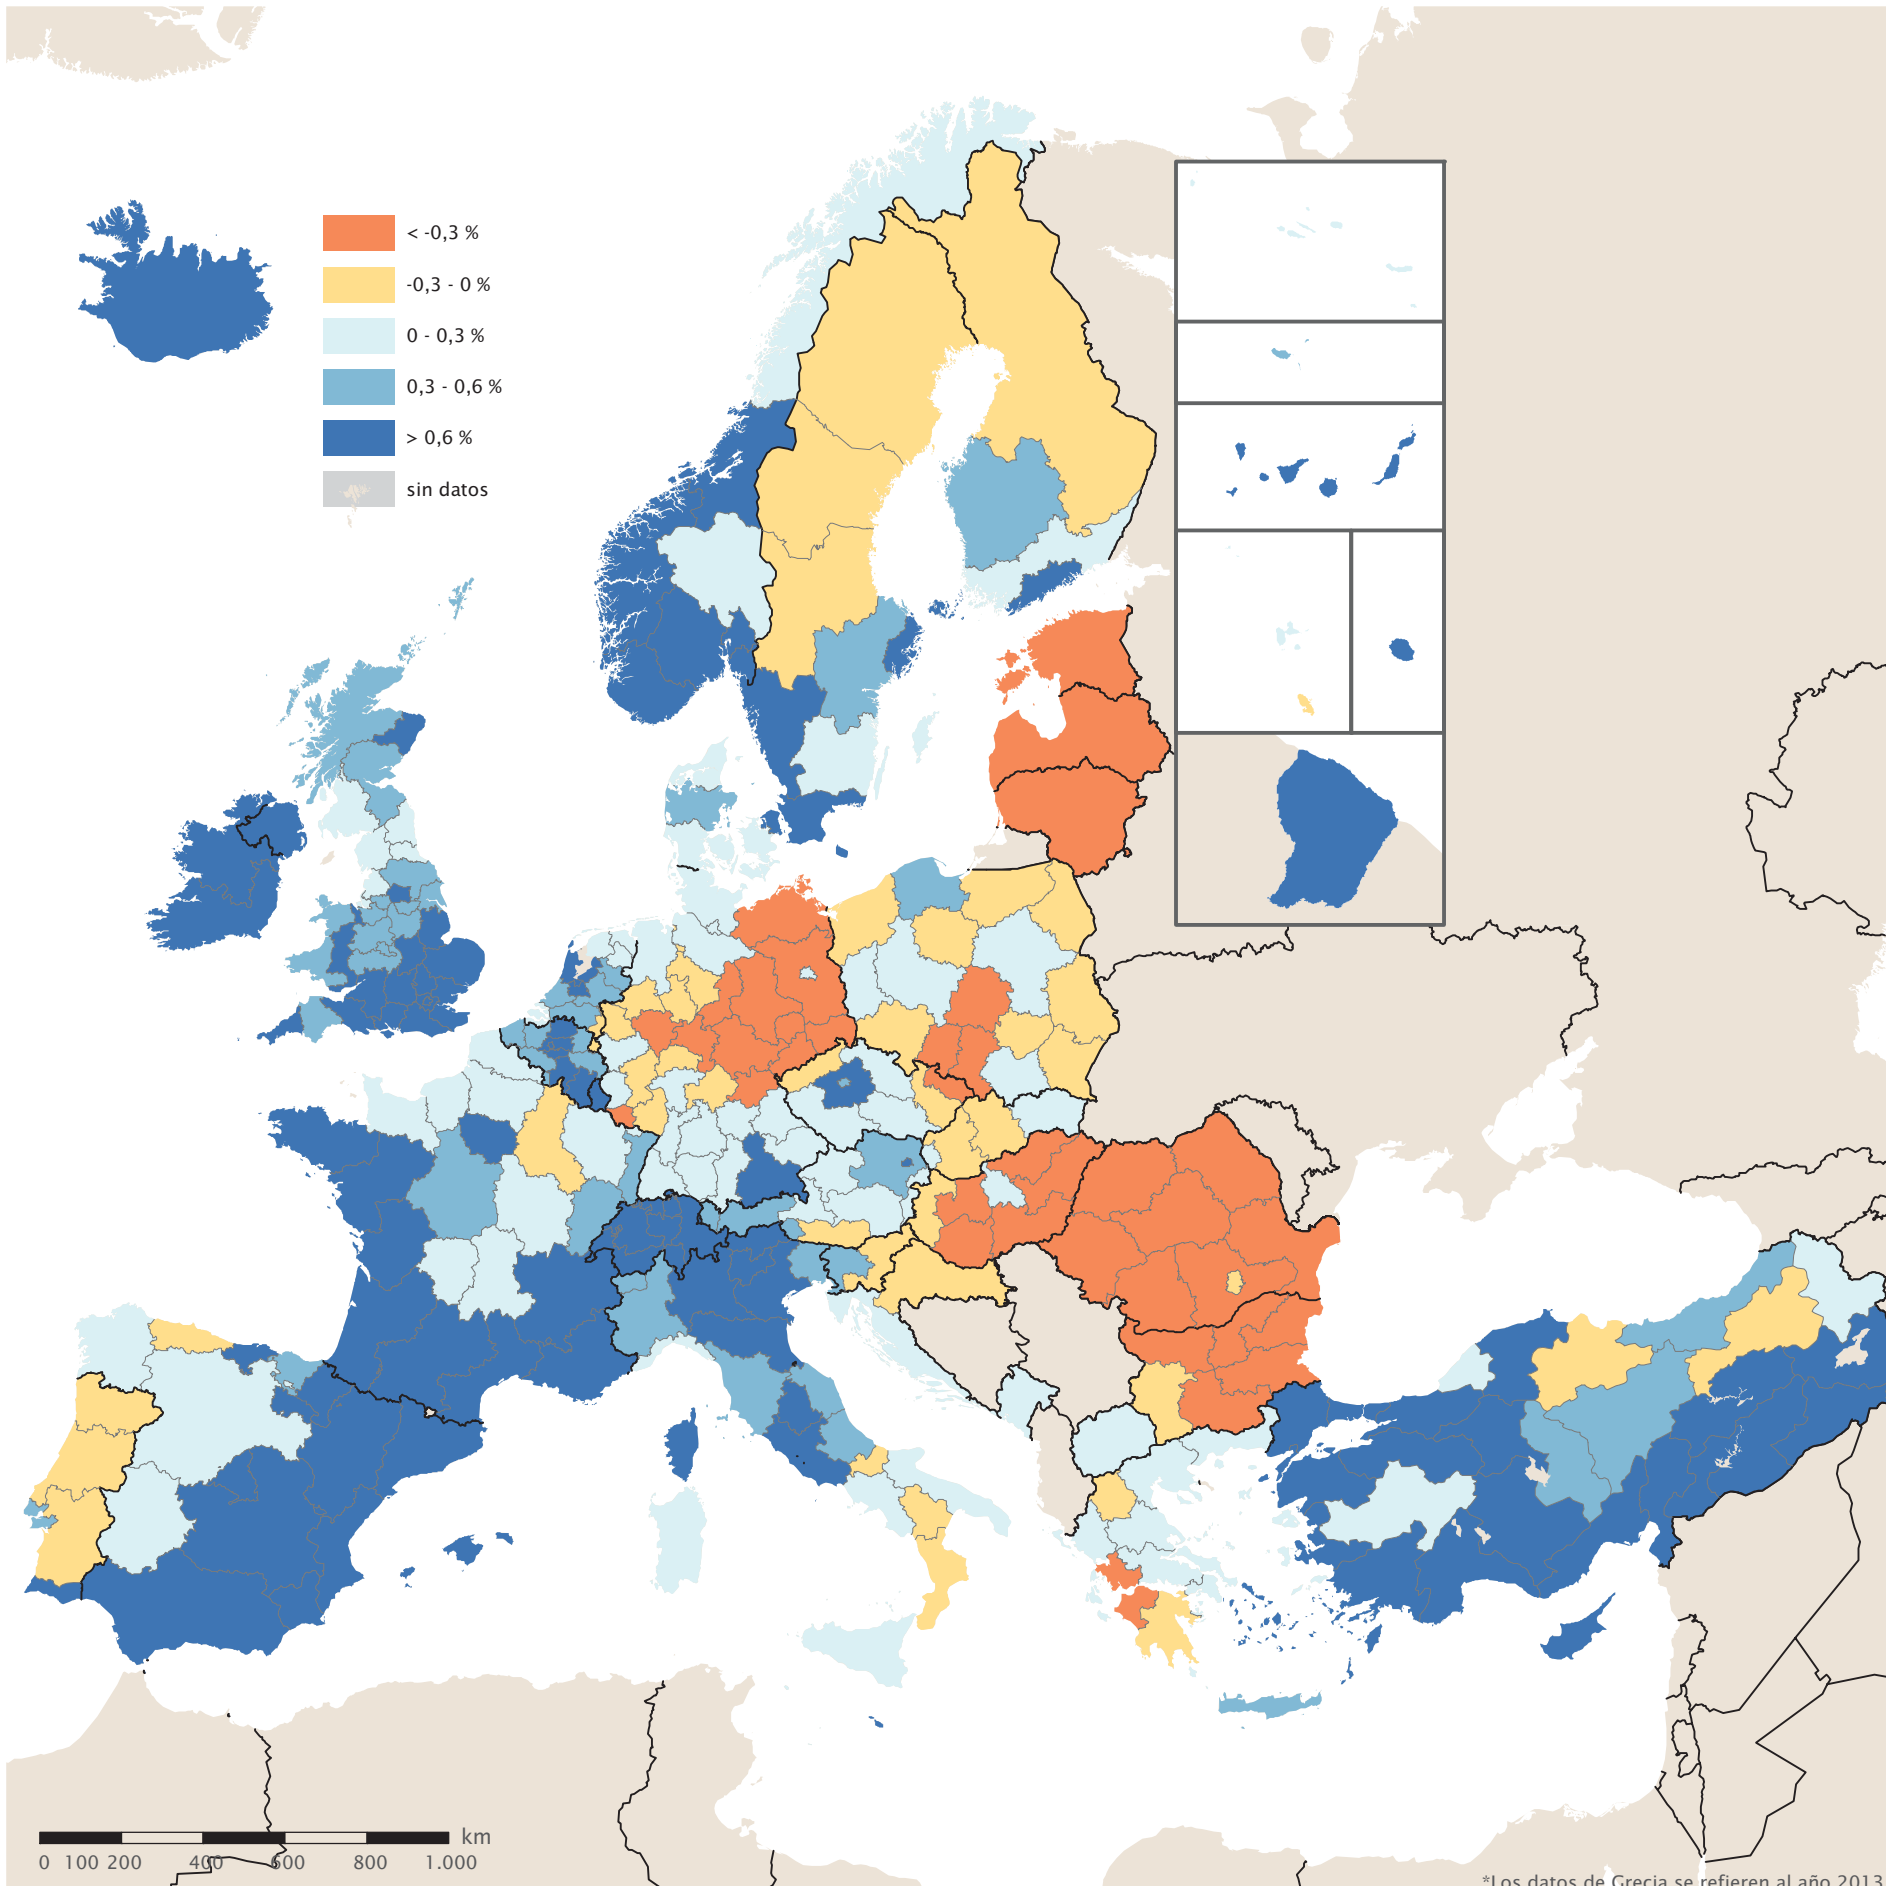 < -0,3 %
-0,3 - 0 %
0 - 0,3 %
0,3 - 0,6 %
> 0,6 %
sin datos
km
0 100 200 400 600 800 1.000
*Los datos de Grecia se refieren al año 2013